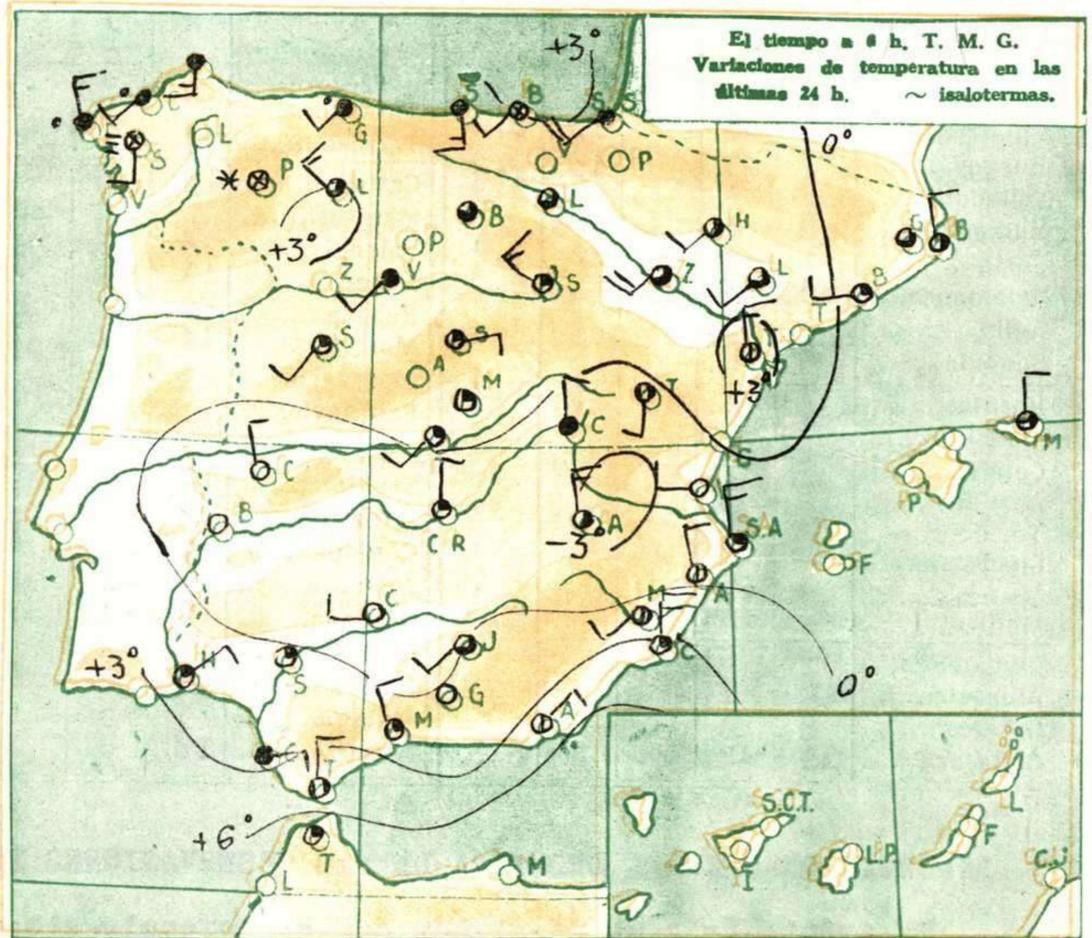 El tiempo a 6 h. T. M. G.
Variaciones de temperatura en las
últimas 24 h. ~ isalotermas.
+3°
0°
S
B
S
S
G
L
P
L
P
S
V
L
H
B
P
G
B
+3°
Z
V
S
Z
L
B
T
S
S
A
M
T
+3°
C
M
C
P
B
C R
A
-3°
S.A
F
C
M
A
J
C
+3°
H
S
G
0°
M
A
C
T
+6°
T
L
M
S.C.T.
I
L.P.
F
L
C.J